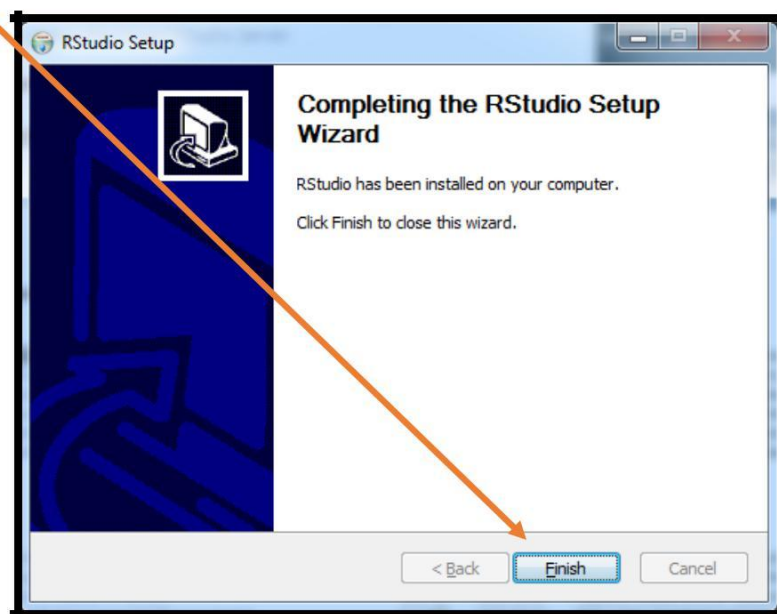 RStudio Setup
Completing the RStudio Setup
Wizard
RStudio has been installed on your computer.
Click Finish to close this wizard.
< Back
Finish
Cancel